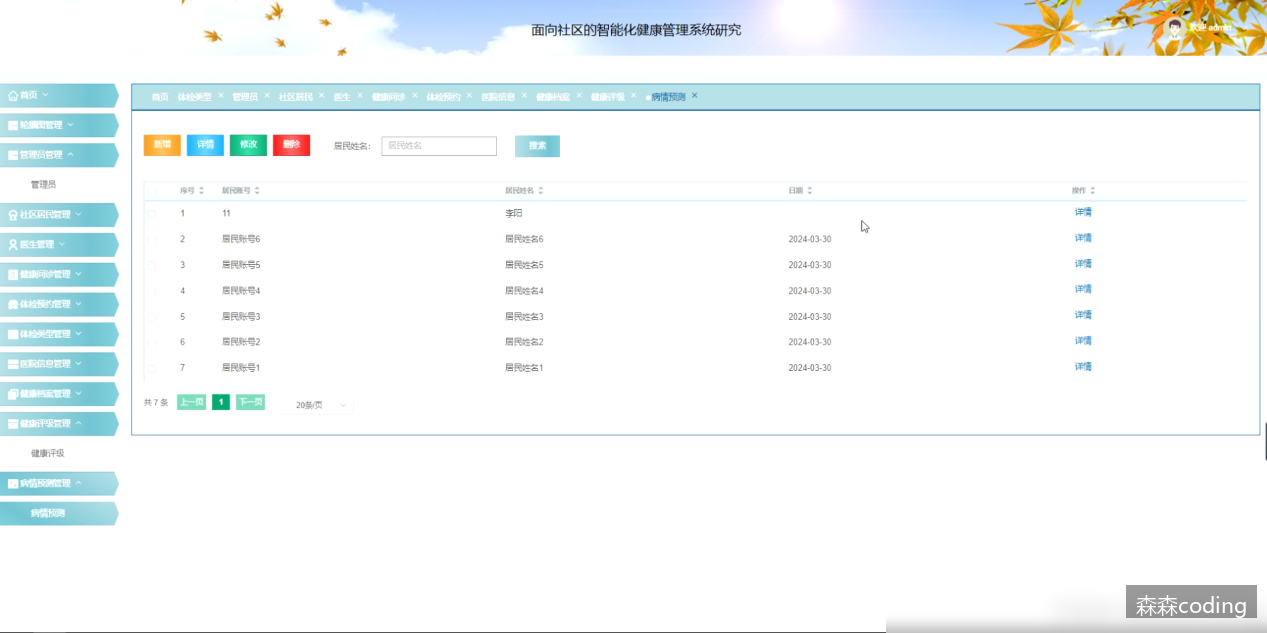 面向社区的智能化健康管理系统研究
欢迎 admin
首页
轮播图管理
管理员管理
管理员
社区居民管理
医生管理
健康问诊管理
体检预约管理
体检类型管理
医院信息管理
健康档案管理
健康评级管理
健康评级
病情预测管理
病情预测
首页 体检类型 × 管理员 × 社区居民 × 医生 × 健康问诊 × 体检预约 × 医院信息 × 健康档案 × 健康评级 × 病情预测 ×
新增 详情 修改 删除 居民姓名: 居民姓名 搜索
序号 居民账号 居民姓名 日期 操作
1 11 李阳 详情
2 居民账号6 居民姓名6 2024-03-30 详情
3 居民账号5 居民姓名5 2024-03-30 详情
4 居民账号4 居民姓名4 2024-03-30 详情
5 居民账号3 居民姓名3 2024-03-30 详情
6 居民账号2 居民姓名2 2024-03-30 详情
7 居民账号1 居民姓名1 2024-03-30 详情
共 7 条 上一页 1 下一页 20条/页
森森coding